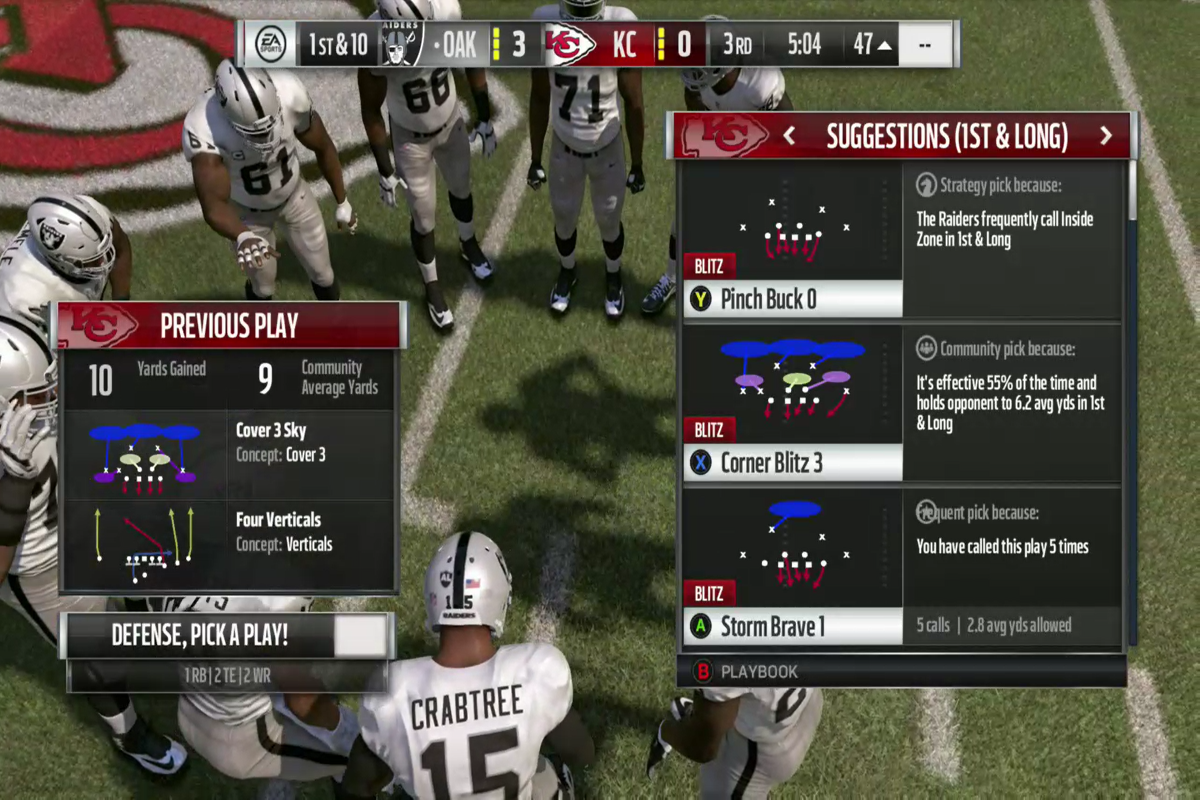 EA SPORTS
1ST & 10
RAIDERS
OAK
3
KC
KC
0
3RD
5:04
47
--
61
66
71
KC
SUGGESTIONS (1ST & LONG)
BLITZ
Y Pinch Buck 0
Strategy pick because:
The Raiders frequently call Inside
Zone in 1st & Long
BLITZ
X Corner Blitz 3
Community pick because:
It's effective 55% of the time and
holds opponent to 6.2 avg yds in 1st
& Long
BLITZ
A Storm Brave 1
equent pick because:
You have called this play 5 times
5 calls | 2.8 avg yds allowed
B PLAYBOOK
KC
PREVIOUS PLAY
10 Yards Gained
9 Community
Average Yards
Cover 3 Sky
Concept: Cover 3
Four Verticals
Concept: Verticals
DEFENSE, PICK A PLAY!
1 RB | 2 TE | 2 WR
15
RAIDERS
CRABTREE
15